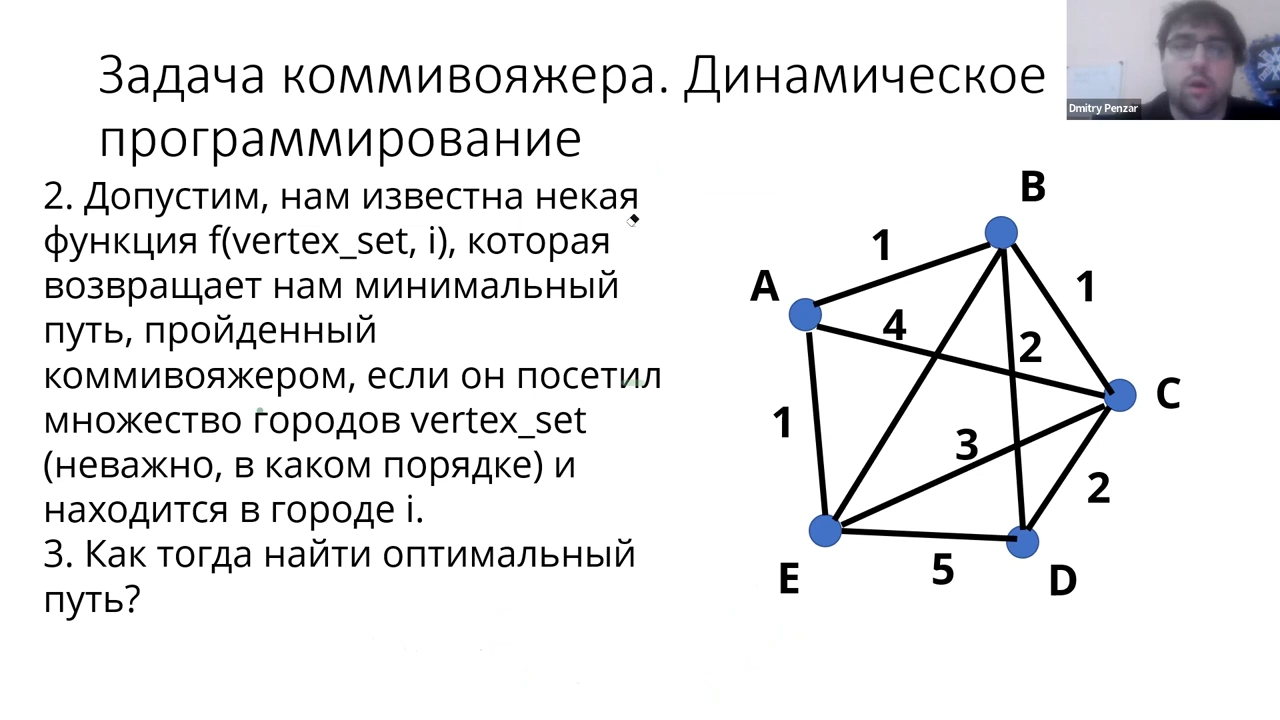 Задача коммивояжера. Динамическое
программирование
Dmitry Penzar
2. Допустим, нам известна некая
функция f(vertex_set, i), которая
возвращает нам минимальный
путь, пройденный
коммивояжером, если он посетил
множество городов vertex_set
(неважно, в каком порядке) и
находится в городе i.
3. Как тогда найти оптимальный
путь?
B
1
A
1
4
2
C
1
3
2
E
5
D